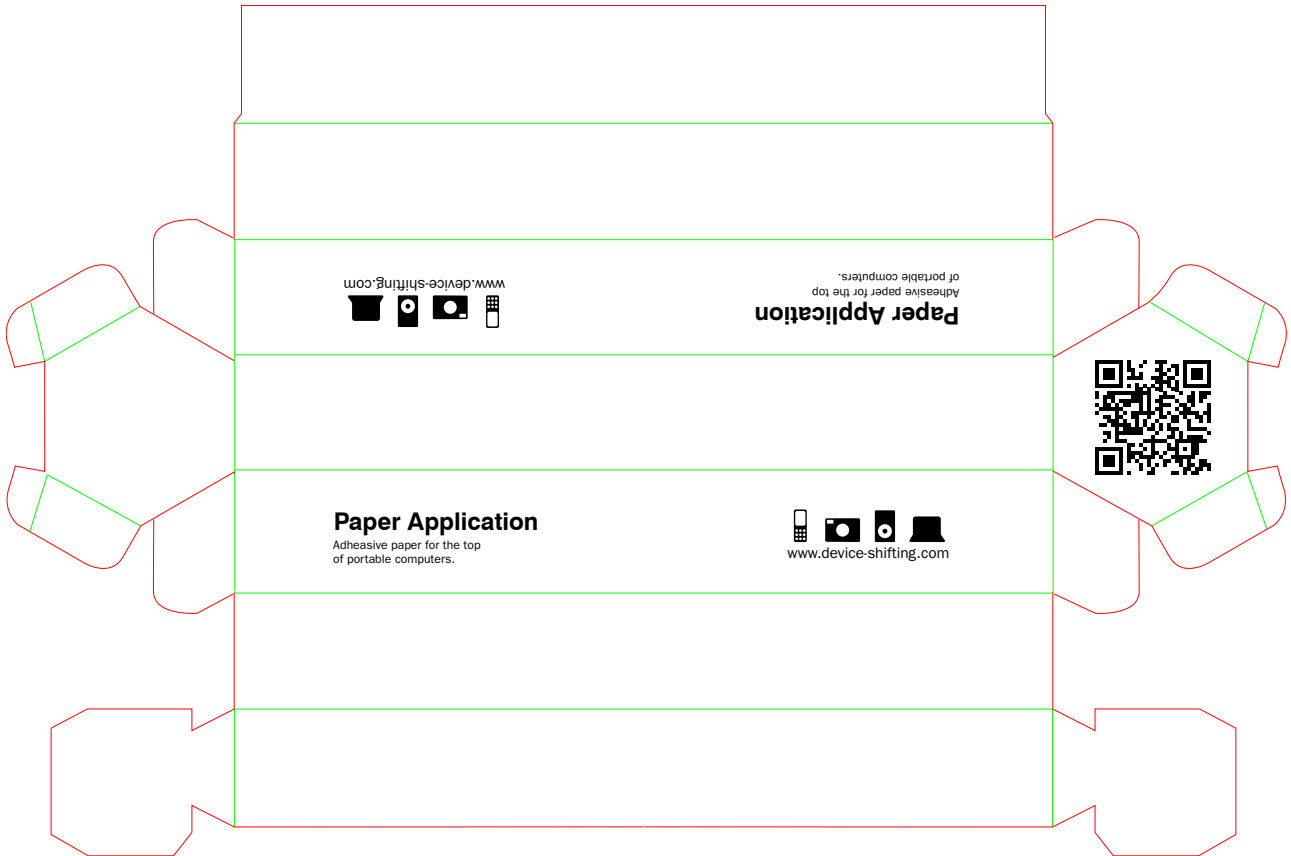 www.device-shifting.com
of portable computers.
Adheasive paper for the top
Paper Application
Paper Application
Adheasive paper for the top
of portable computers.
www.device-shifting.com